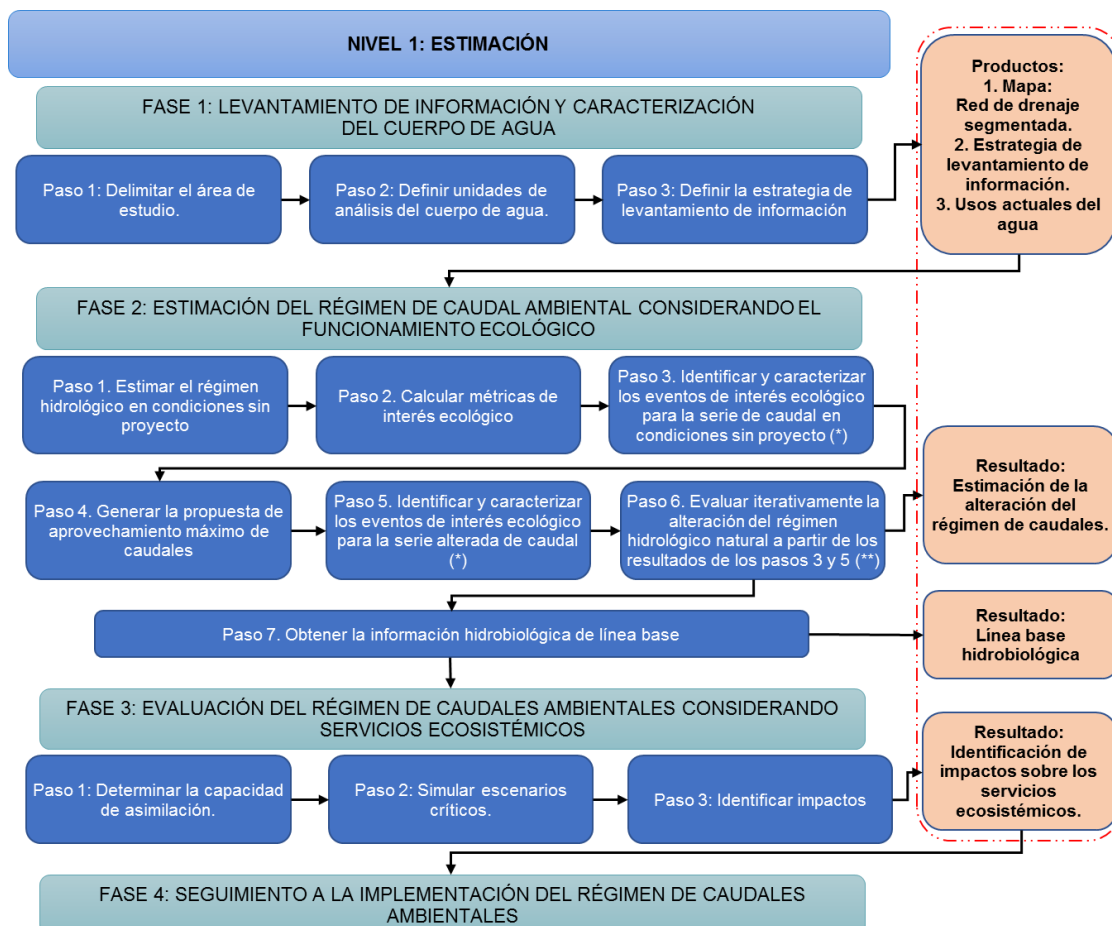 NIVEL 1: ESTIMACIÓN
FASE 1: LEVANTAMIENTO DE INFORMACIÓN Y CARACTERIZACIÓN
DEL CUERPO DE AGUA
Paso 1: Delimitar el área de
estudio.
Paso 2: Definir unidades de
análisis del cuerpo de agua.
Paso 3: Definir la estrategia de
levantamiento de información
Productos:
1. Mapa:
Red de drenaje
segmentada.
2. Estrategia de
levantamiento de
información.
3. Usos actuales del
agua
FASE 2: ESTIMACIÓN DEL RÉGIMEN DE CAUDAL AMBIENTAL CONSIDERANDO EL
FUNCIONAMIENTO ECOLÓGICO
Paso 1. Estimar el régimen
hidrológico en condiciones sin
proyecto
Paso 2. Calcular métricas de
interés ecológico
Paso 3. Identificar y caracterizar
los eventos de interés ecológico
para la serie de caudal en
condiciones sin proyecto (*)
Paso 4. Generar la propuesta de
aprovechamiento máximo de
caudales
Paso 5. Identificar y caracterizar
los eventos de interés ecológico
para la serie alterada de caudal
(*)
Paso 6. Evaluar iterativamente la
alteración del régimen
hidrológico natural a partir de los
resultados de los pasos 3 y 5 (**)
Resultado:
Estimación de la
alteración del
régimen de caudales.
Paso 7. Obtener la información hidrobiológica de línea base
Resultado:
Línea base
hidrobiológica
FASE 3: EVALUACIÓN DEL RÉGIMEN DE CAUDALES AMBIENTALES CONSIDERANDO
SERVICIOS ECOSISTÉMICOS
Paso 1: Determinar la capacidad
de asimilación.
Paso 2: Simular escenarios
críticos.
Paso 3: Identificar impactos
Resultado:
Identificación de
impactos sobre los
servicios
ecosistémicos.
FASE 4: SEGUIMIENTO A LA IMPLEMENTACIÓN DEL RÉGIMEN DE CAUDALES
AMBIENTALES